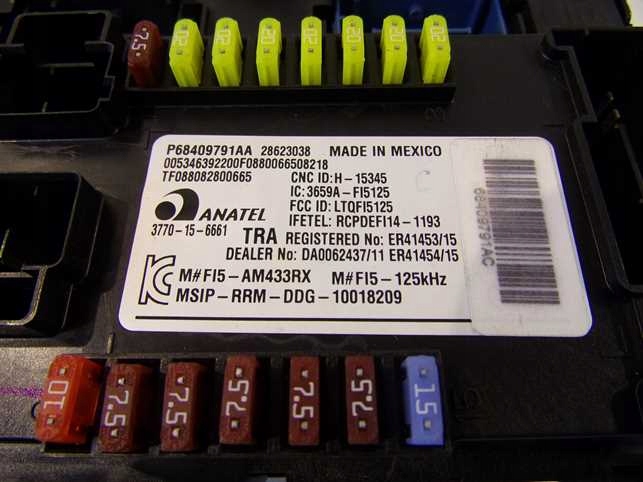 7.5 20 20 20 20 20 20 20
P68409791AA 28623038 MADE IN MEXICO
005346392200F0880066508218
TF088082800665
CNC ID: H-15345
IC: 3659A-FI5125
FCC ID: LTQFI5125
IFETEL: RCPDEFI14-1193
ANATEL
3770-15-6661
TRA REGISTERED No: ER41453/15
DEALER No: DA0062437/11 ER41454/15
M#FI5-AM433RX M#FI5-125kHz
MSIP-RRM-DDG-10018209
68409791AC
10 7.5 7.5 7.5 7.5 7.5 15